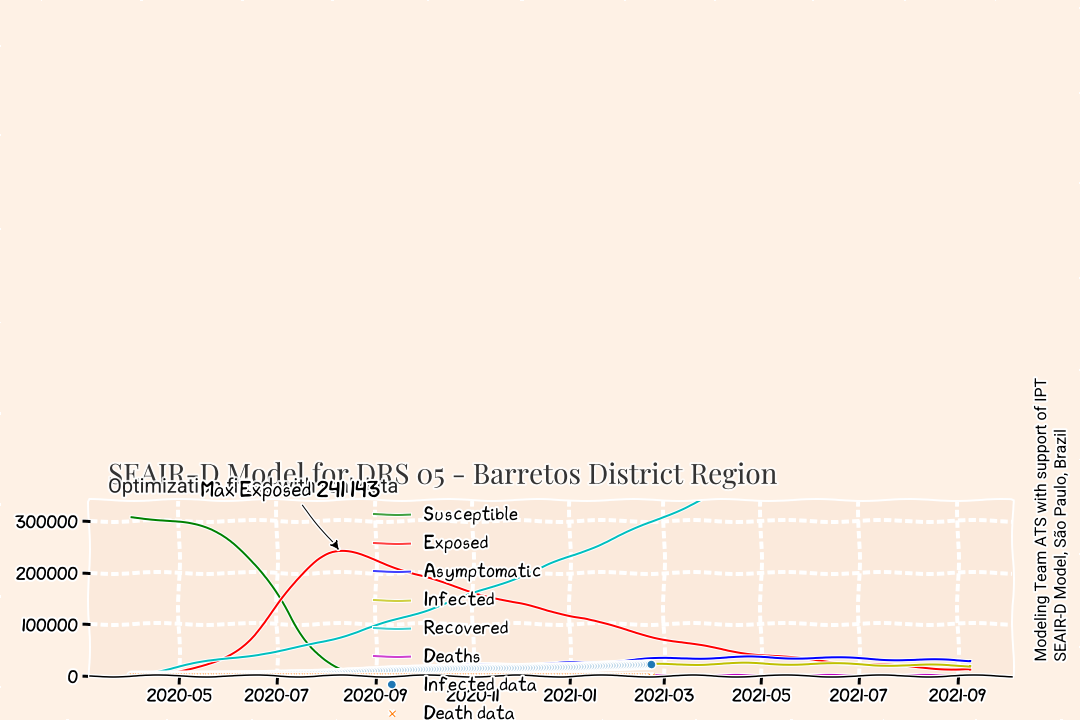 SEAIR-D Model for DRS 05 - Barretos District Region
Max Exposed 241143
300000
200000
100000
0
2020-05
2020-07
2020-09
2020-11
2021-01
2021-03
2021-05
2021-07
2021-09
Susceptible
Exposed
Asymptomatic
Infected
Recovered
Deaths
Infected data
Death data
Modeling Team ATS with support of IPT
SEAIR-D Model, São Paulo, Brazil